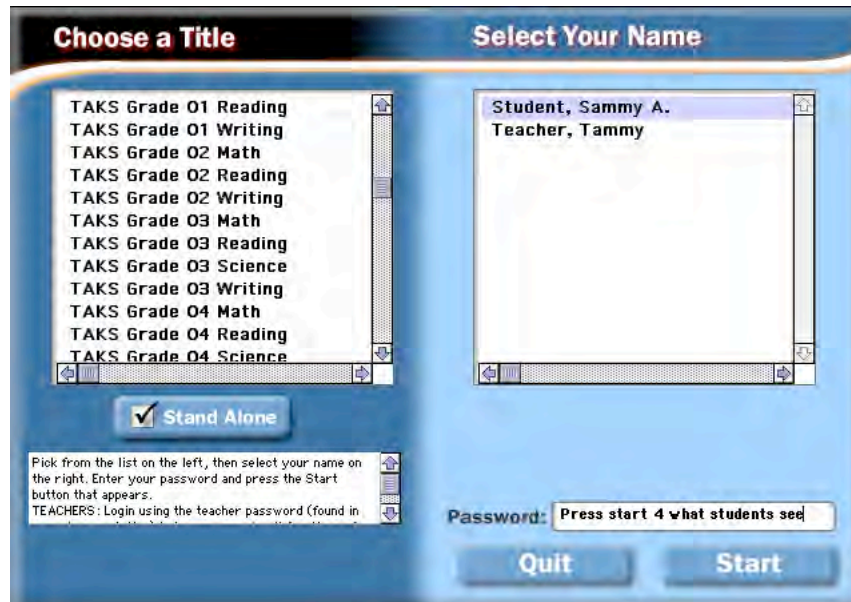 Choose a Title
TAKS Grade 01 Reading
TAKS Grade 01 Writing
TAKS Grade 02 Math
TAKS Grade 02 Reading
TAKS Grade 02 Writing
TAKS Grade 03 Math
TAKS Grade 03 Reading
TAKS Grade 03 Science
TAKS Grade 03 Writing
TAKS Grade 04 Math
TAKS Grade 04 Reading
TAKS Grade 04 Science
Stand Alone
Pick from the list on the left, then select your name on
the right. Enter your password and press the Start
button that appears.
TEACHERS: Login using the teacher password (found in
Select Your Name
Student, Sammy A.
Teacher, Tammy
Password: Press start 4 what students see
Quit
Start